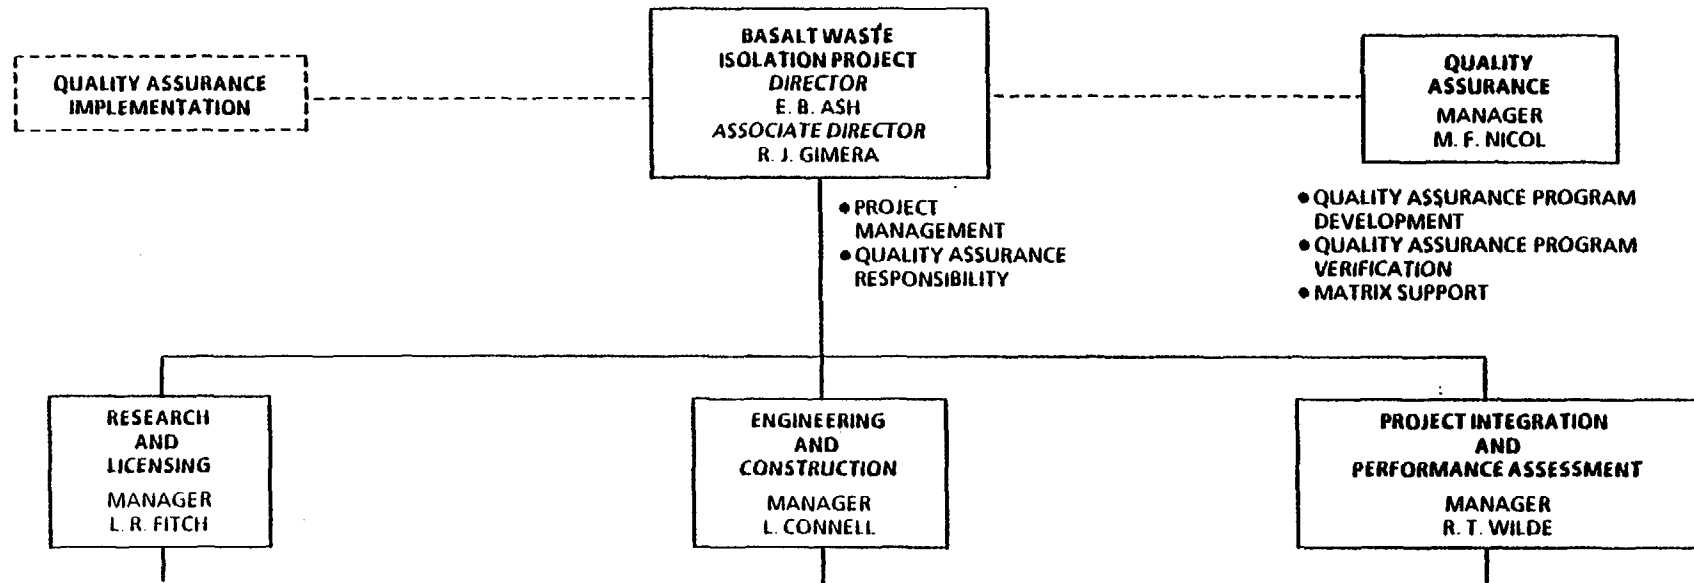 QUALITY ASSURANCE
IMPLEMENTATION
BASALT WASTE
ISOLATION PROJECT
DIRECTOR
E. B. ASH
ASSOCIATE DIRECTOR
R. J. GIMERA
QUALITY
ASSURANCE
MANAGER
M. F. NICOL
● PROJECT
MANAGEMENT
● QUALITY ASSURANCE
RESPONSIBILITY
● QUALITY ASSURANCE PROGRAM
DEVELOPMENT
● QUALITY ASSURANCE PROGRAM
VERIFICATION
● MATRIX SUPPORT
RESEARCH
AND
LICENSING
MANAGER
L. R. FITCH
ENGINEERING
AND
CONSTRUCTION
MANAGER
L. CONNELL
PROJECT INTEGRATION
AND
PERFORMANCE ASSESSMENT
MANAGER
R. T. WILDE